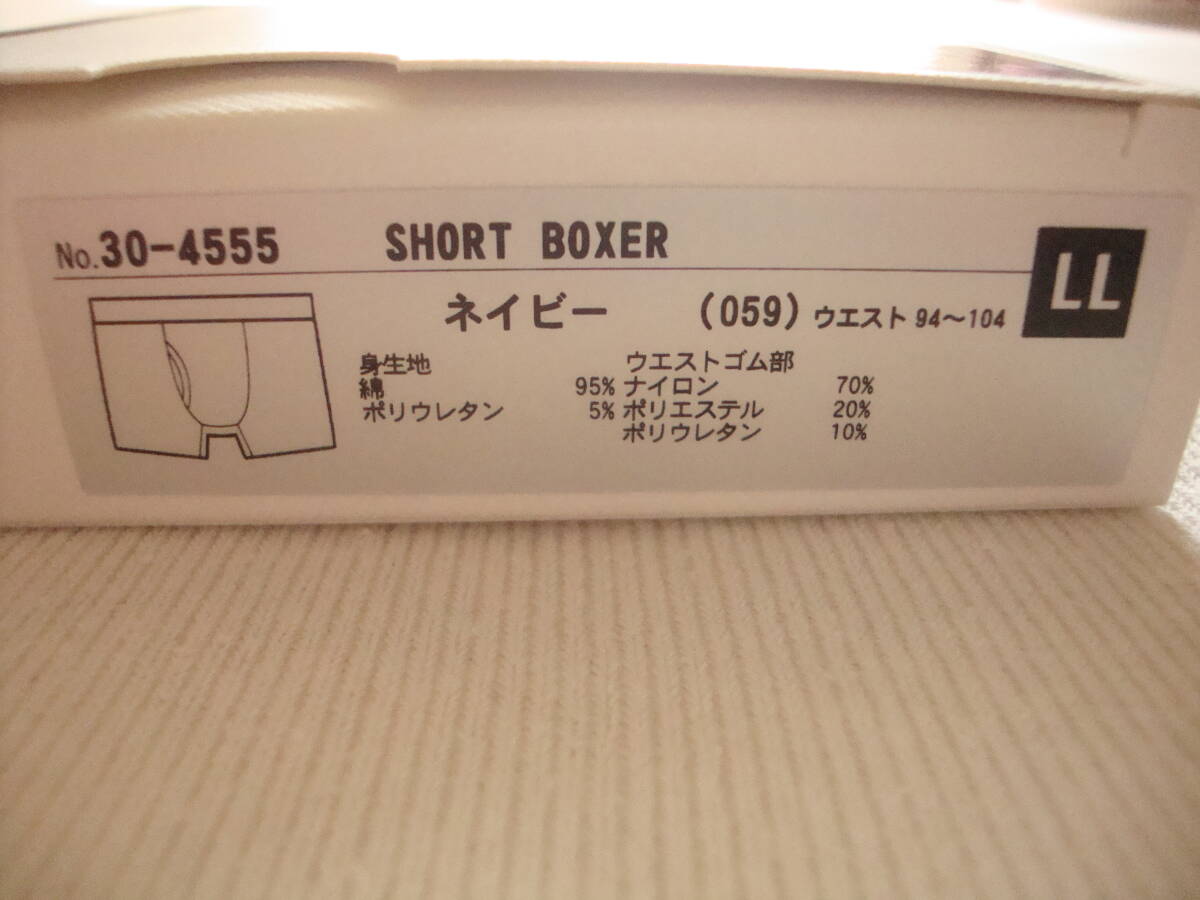 No.30-4555 SHORT BOXER
LL
ネイビー (059) ウエスト 94〜104
身生地 ウエストゴム部
綿 95% ナイロン 70%
ポリウレタン 5% ポリエステル 20%
ポリウレタン 10%